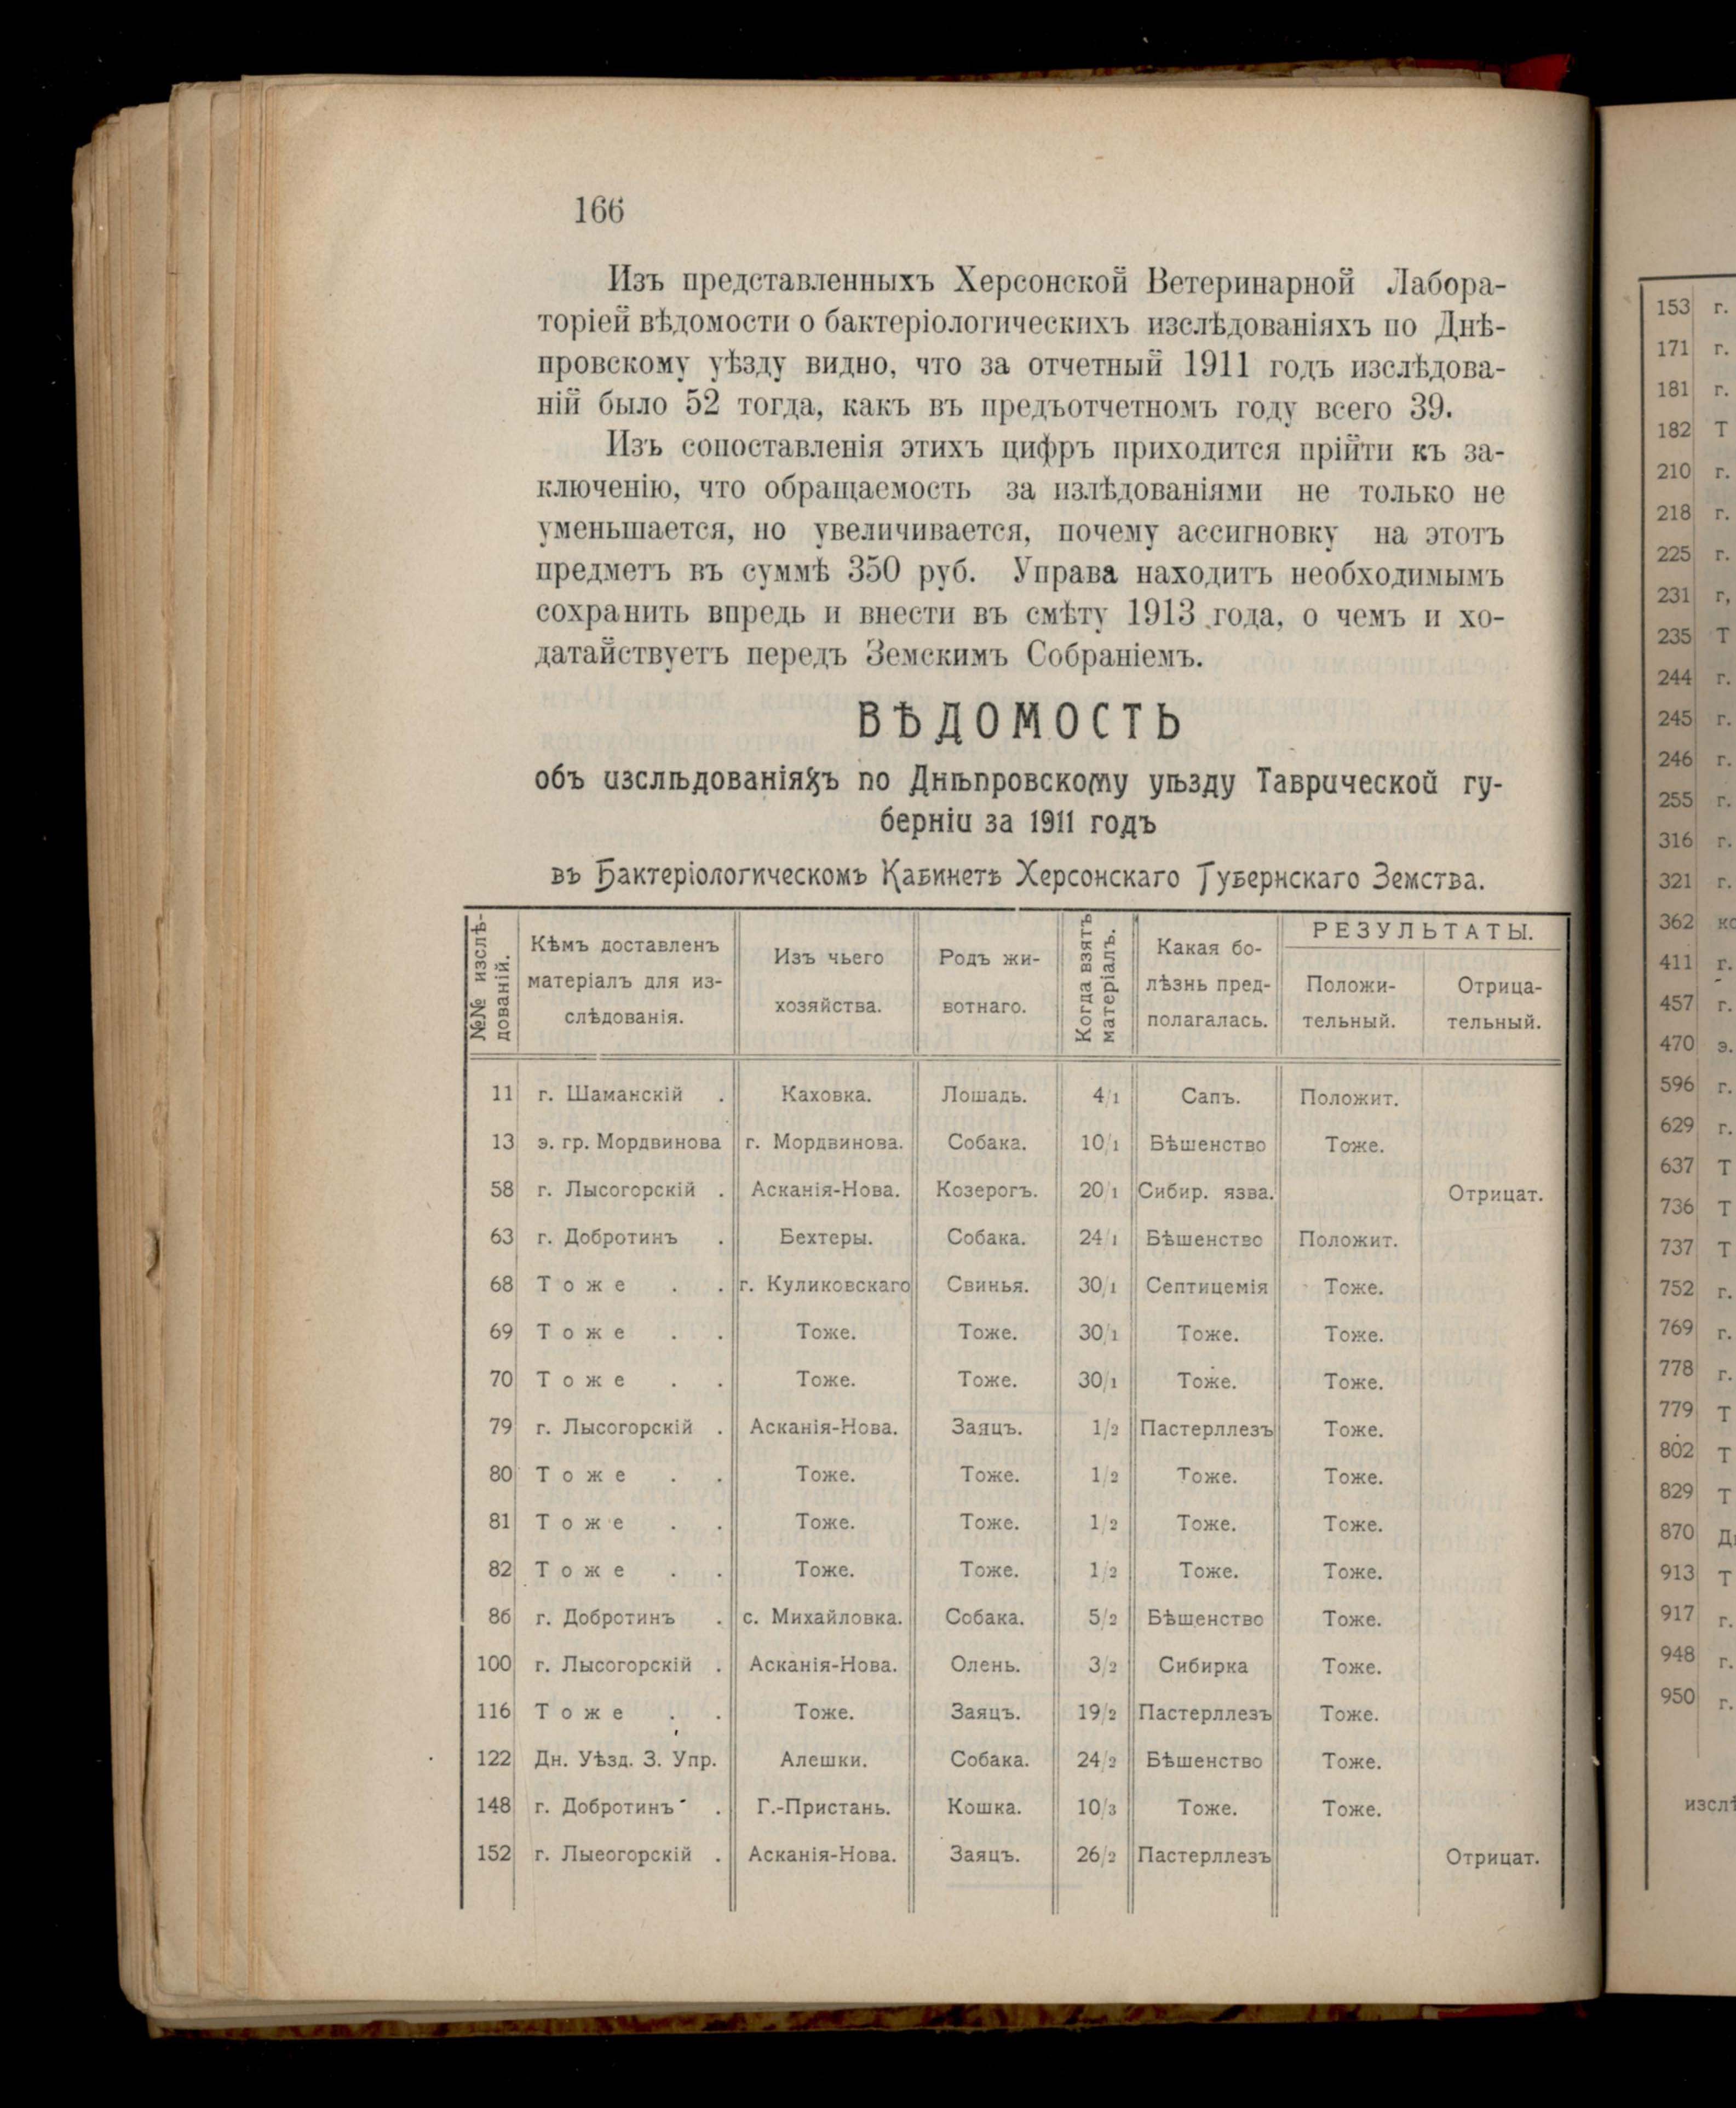 166
Изъ представленныхъ Херсонской Ветеринарной Лабора-
торіей вѣдомости о бактеріологическихъ изслѣдованіяхъ по Днѣ-
провскому уѣзду видно, что за отчетный 1911 годъ изслѣдова-
ній было 52 тогда, какъ въ предъотчетномъ году всего 39.
Изъ сопоставленія этихъ цифръ приходится прійти къ за-
ключенію, что обращаемость за излѣдованіями не только не
уменьшается, но увеличивается, почему ассигновку на этотъ
предметъ въ суммѣ 350 руб. Управа находитъ необходимымъ
сохранить впредь и внести въ смѣту 1913 года, о чемъ и хо-
датайствуетъ передъ Земскимъ Собраніемъ.
ВѢДОМОСТЬ
объ изслѣдованіяхъ по Днѣпровскому уѣзду Таврической гу-
берніи за 1911 годъ
въ Бактеріологическомъ Кабинетѣ Херсонскаго Губернскаго Земства.
№№ изслѣ-
дованій.
Кѣмъ доставленъ
матеріалъ для из-
слѣдованія.
Изъ чьего
хозяйства.
Родъ жи-
вотнаго.
Когда взятъ
матеріалъ.
Какая бо-
лѣзнь пред-
полагалась.
РЕЗУЛЬТАТЫ.
Положи-
тельный.
Отрица-
тельный.
11 г. Шаманскій . Каховка. Лошадь. 4/1 Сапъ. Положит.
13 э. гр. Мордвинова г. Мордвинова. Собака. 10/1 Бѣшенство Тоже.
58 г. Лысогорскій . Асканія-Нова. Козерогъ. 20/1 Сибир. язва. Отрицат.
63 г. Добротинъ . Бехтеры. Собака. 24/1 Бѣшенство Положит.
68 Тоже . . г. Куликовскаго Свинья. 30/1 Септицемія Тоже.
69 Тоже . . Тоже. Тоже. 30/1 Тоже. Тоже.
70 Тоже . . Тоже. Тоже. 30/1 Тоже. Тоже.
79 г. Лысогорскій . Асканія-Нова. Заяцъ. 1/2 Пастерллезъ Тоже.
80 Тоже . . Тоже. Тоже. 1/2 Тоже. Тоже.
81 Тоже . . Тоже. Тоже. 1/2 Тоже. Тоже.
82 Тоже . . Тоже. Тоже. 1/2 Тоже. Тоже.
86 г. Добротинъ . с. Михайловка. Собака. 5/2 Бѣшенство Тоже.
100 г. Лысогорскій . Асканія-Нова. Олень. 3/2 Сибирка Тоже.
116 Тоже . . Тоже. Заяцъ. 19/2 Пастерллезъ Тоже.
122 Дн. Уѣзд. З. Упр. Алешки. Собака. 24/2 Бѣшенство Тоже.
148 г. Добротинъ . Г.-Пристань. Кошка. 10/3 Тоже. Тоже.
152 г. Лыеогорскій . Асканія-Нова. Заяцъ. 26/2 Пастерллезъ Отрицат.
153 г.
171 г.
181 г.
182 Т
210 г.
218 г.
225 г.
231 г,
235 Т
244 г.
245 г.
246 г.
255 г.
316 г.
321 г.
362
411 г.
457 г.
470 э.
596 г.
629 г.
637 Т
736 Т
737 Т
752 г.
769 г.
778 г.
779 Т
802 Т
829 Т
870
913 Т
917 г.
948 г.
950 г.